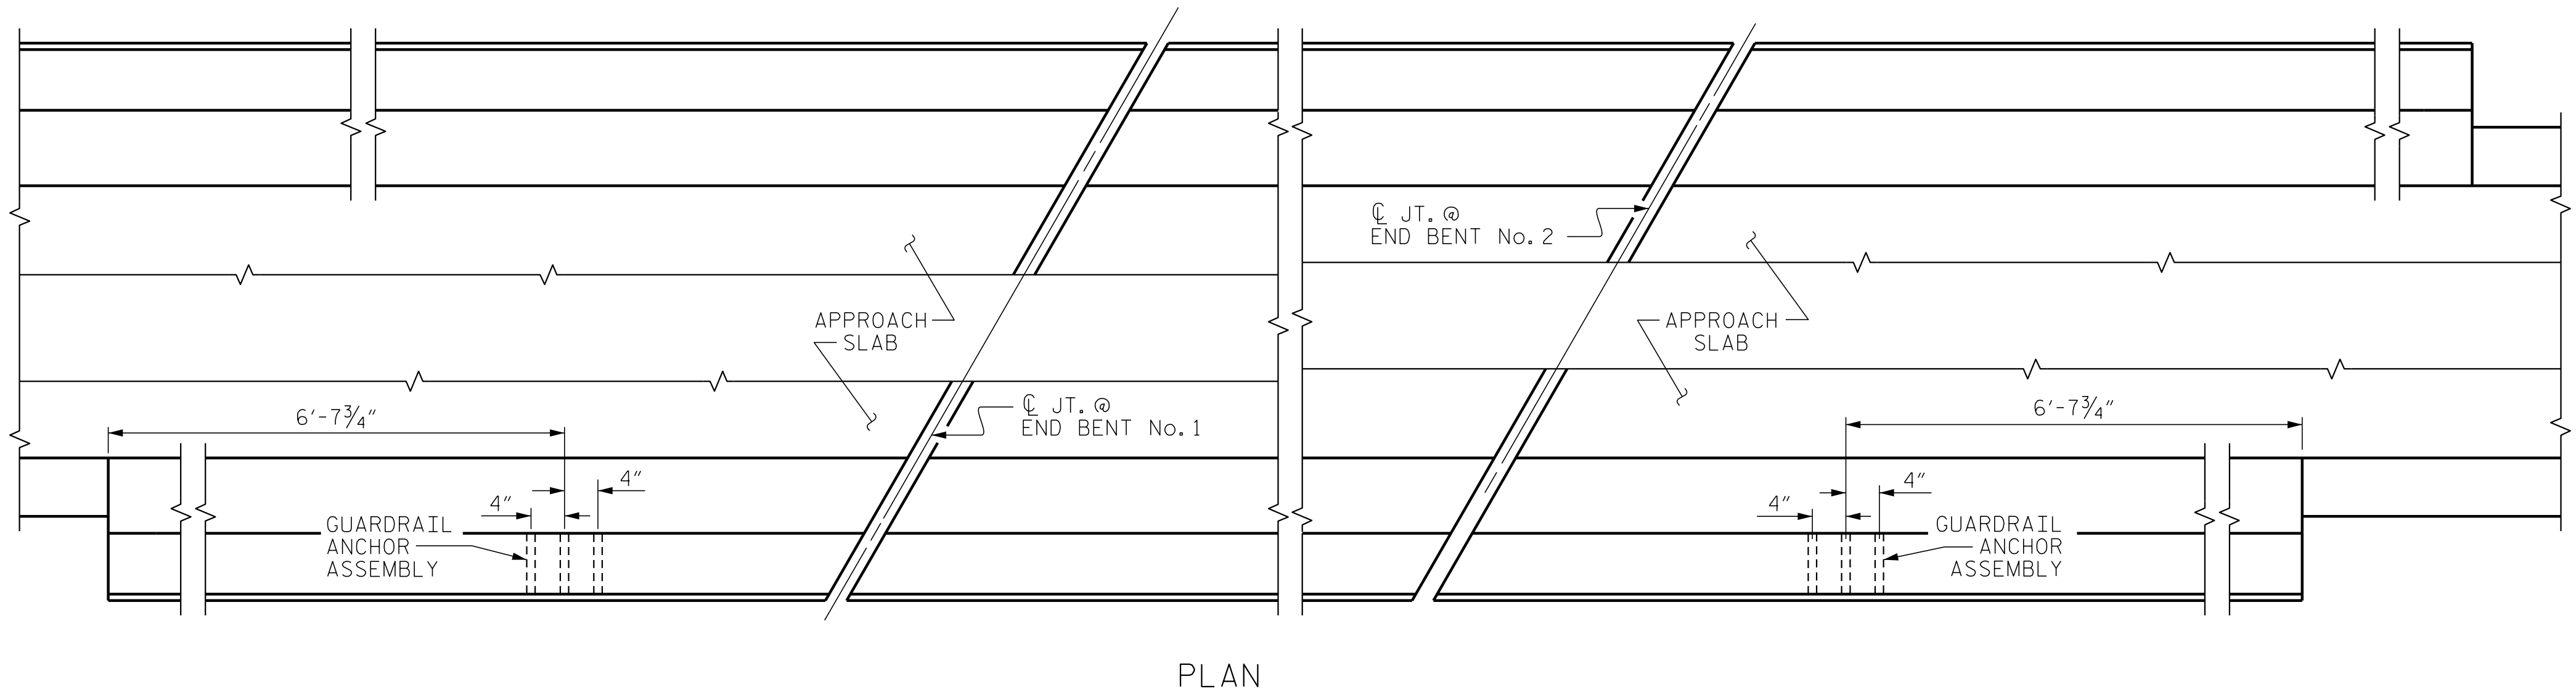 ℄ JT. @
END BENT No. 2
APPROACH
SLAB
APPROACH
SLAB
6'-7¾"
℄ JT. @
END BENT No. 1
6'-7¾"
4"
4"
4"
4"
GUARDRAIL
ANCHOR
ASSEMBLY
GUARDRAIL
ANCHOR
ASSEMBLY
PLAN